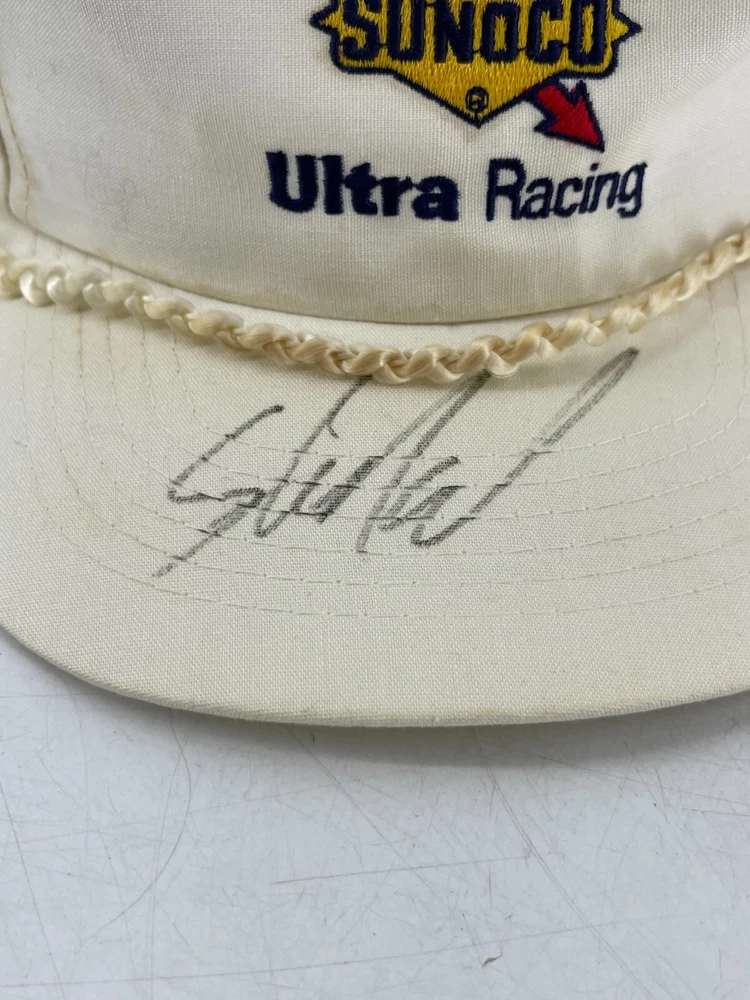 SUNOCO
®
Ultra Racing